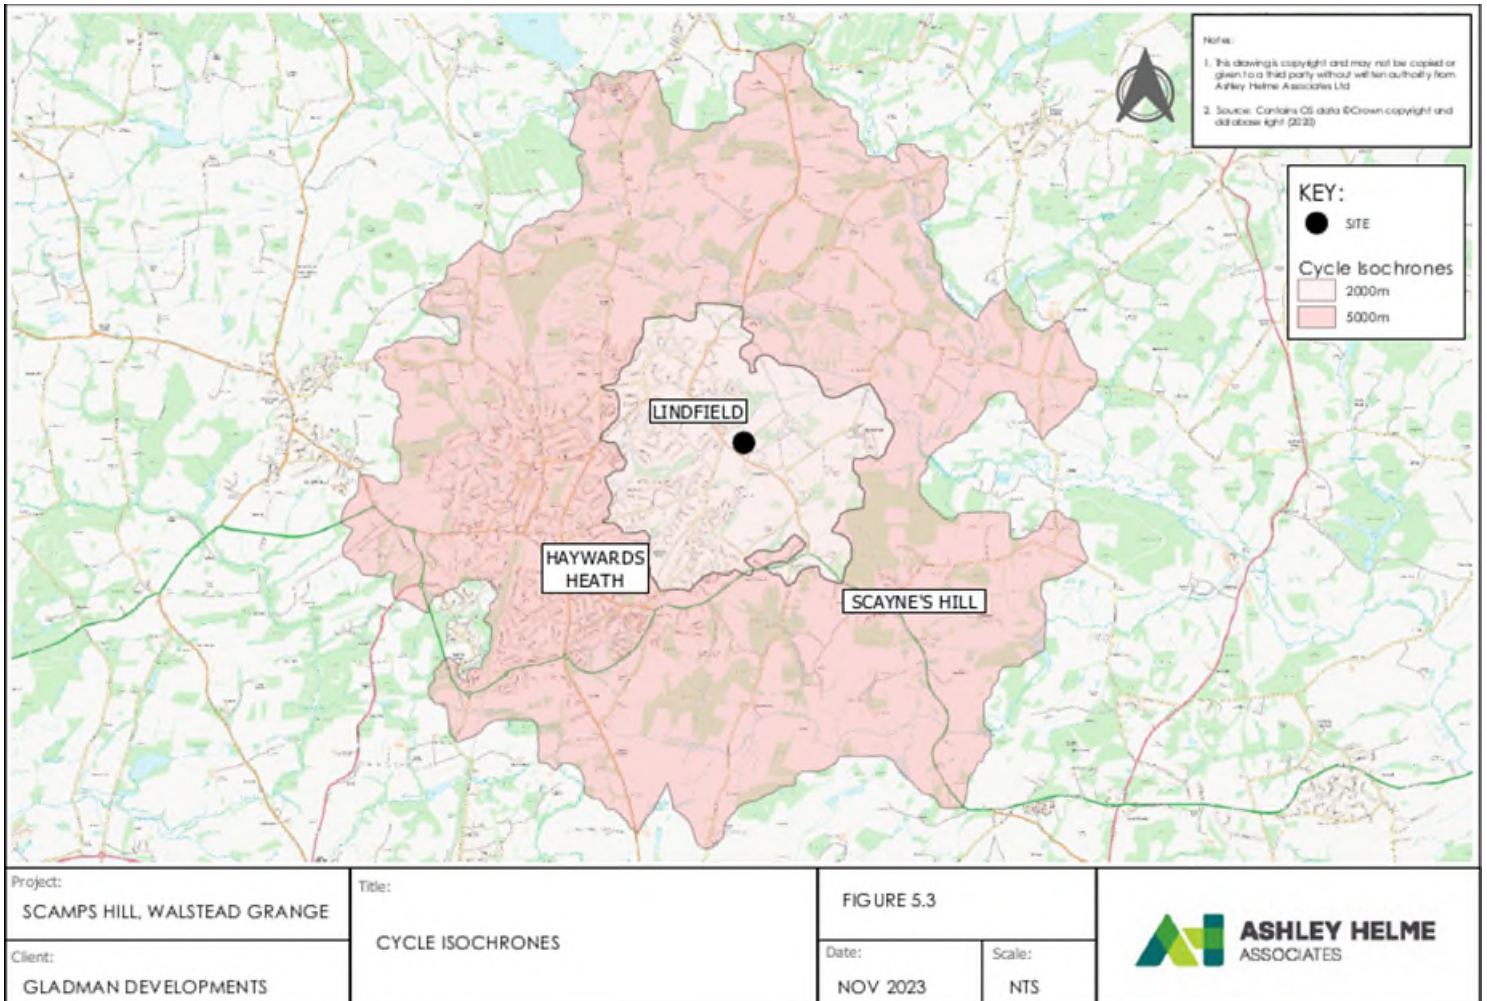 Notes:
1. This drawing is copyright and may not be copied or
given to a third party without written authority from
Ashley Helme Associates Ltd
2. Source: Contains OS data ©Crown copyright and
database right (2020)
KEY:
SITE
Cycle Isochrones
2000m
5000m
LINDFIELD
HAYWARDS
HEATH
SCAYNE'S HILL
Project:
SCAMPS HILL, WALSTEAD GRANGE
Client:
GLADMAN DEVELOPMENTS
Title:
CYCLE ISOCHRONES
FIGURE 5.3
Date:
NOV 2023
Scale:
NTS
ASHLEY HELME
ASSOCIATES